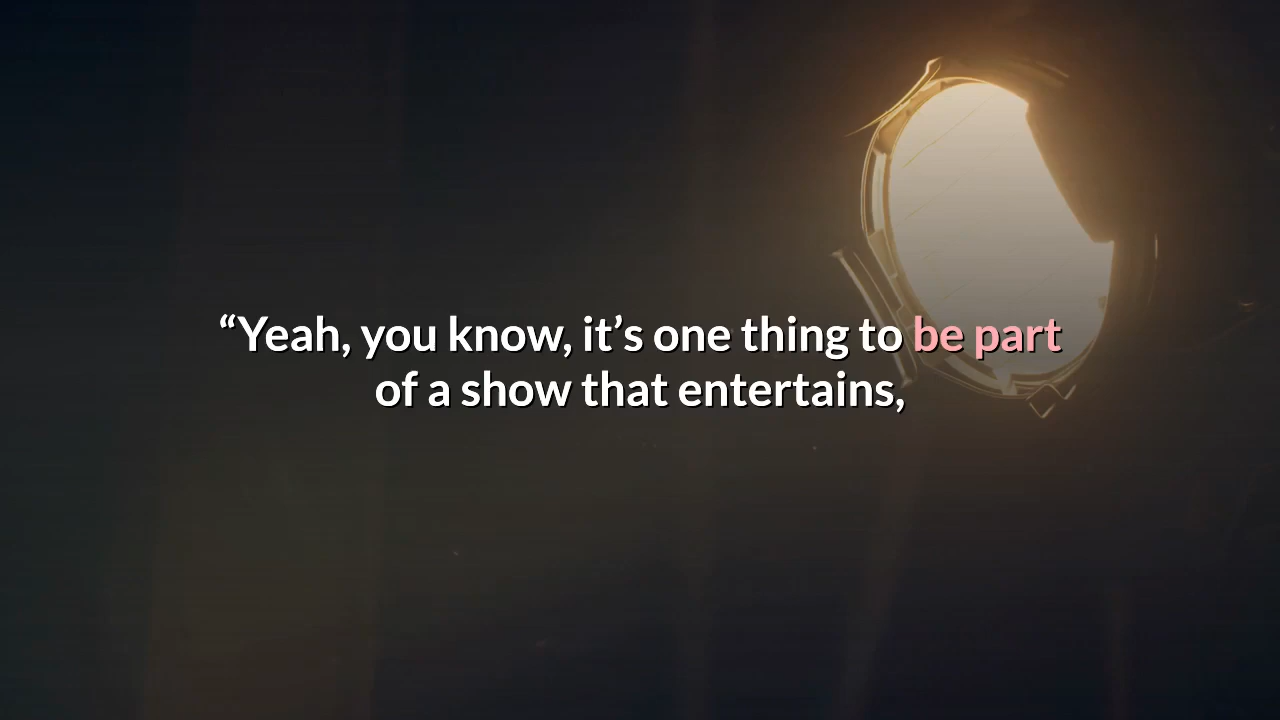 “Yeah, you know, it’s one thing to be part
of a show that entertains,